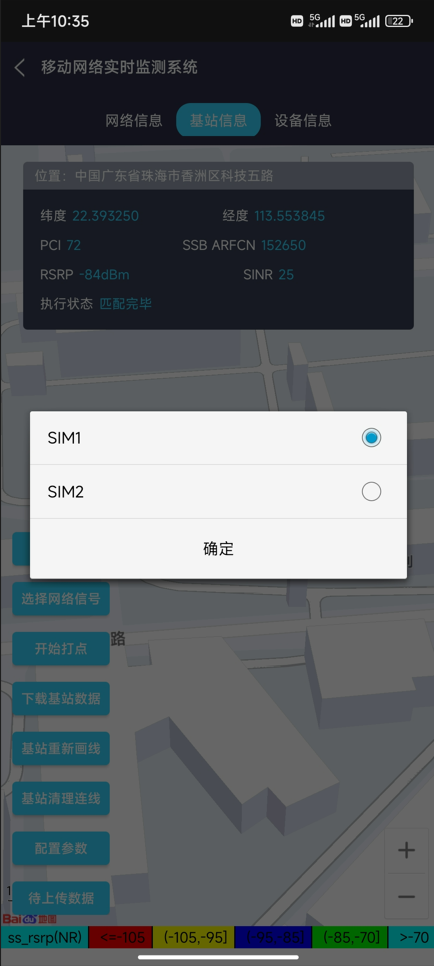 上午10:35
HD 5G HD 5G 22
移动网络实时监测系统
网络信息 基站信息 设备信息
位置：中国广东省珠海市香洲区科技五路
纬度 22.393250 经度 113.553845
PCI 72 SSB ARFCN 152650
RSRP -84dBm SINR 25
执行状态 匹配完毕
SIM1
SIM2
确定
选择网络信号
开始打点
路
下载基站数据
基站重新画线
基站清理连线
配置参数
+
待上传数据
−
Bai 地图
ss_rsrp(NR) <=-105 (-105,-95] (-95,-85] (-85,-70] >-70